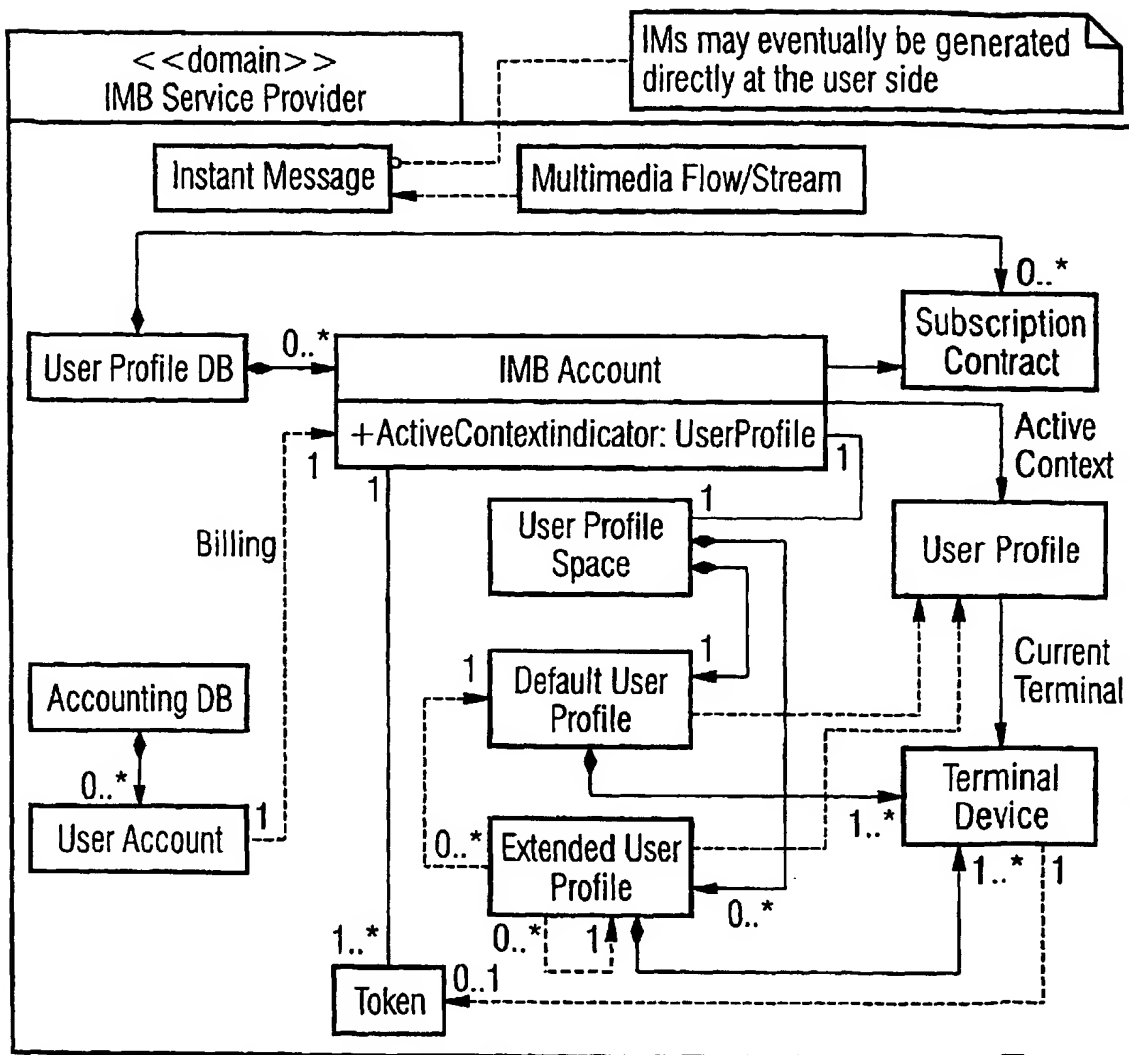 <<domain>>
IMB Service Provider
IMs may eventually be generated
directly at the user side
Instant Message
Multimedia Flow/Stream
0..*
Subscription
Contract
User Profile DB
0..*
IMB Account
+ActiveContextindicator: UserProfile
1
1
1
Active
Context
Billing
User Profile
Space
1
User Profile
Accounting DB
0..*
User Account
1
1
Default User
Profile
1
Current
Terminal
Terminal
Device
1..*
0..*
Extended User
Profile
0..*
1..*
1
0..*
1
1..*
Token
0..1